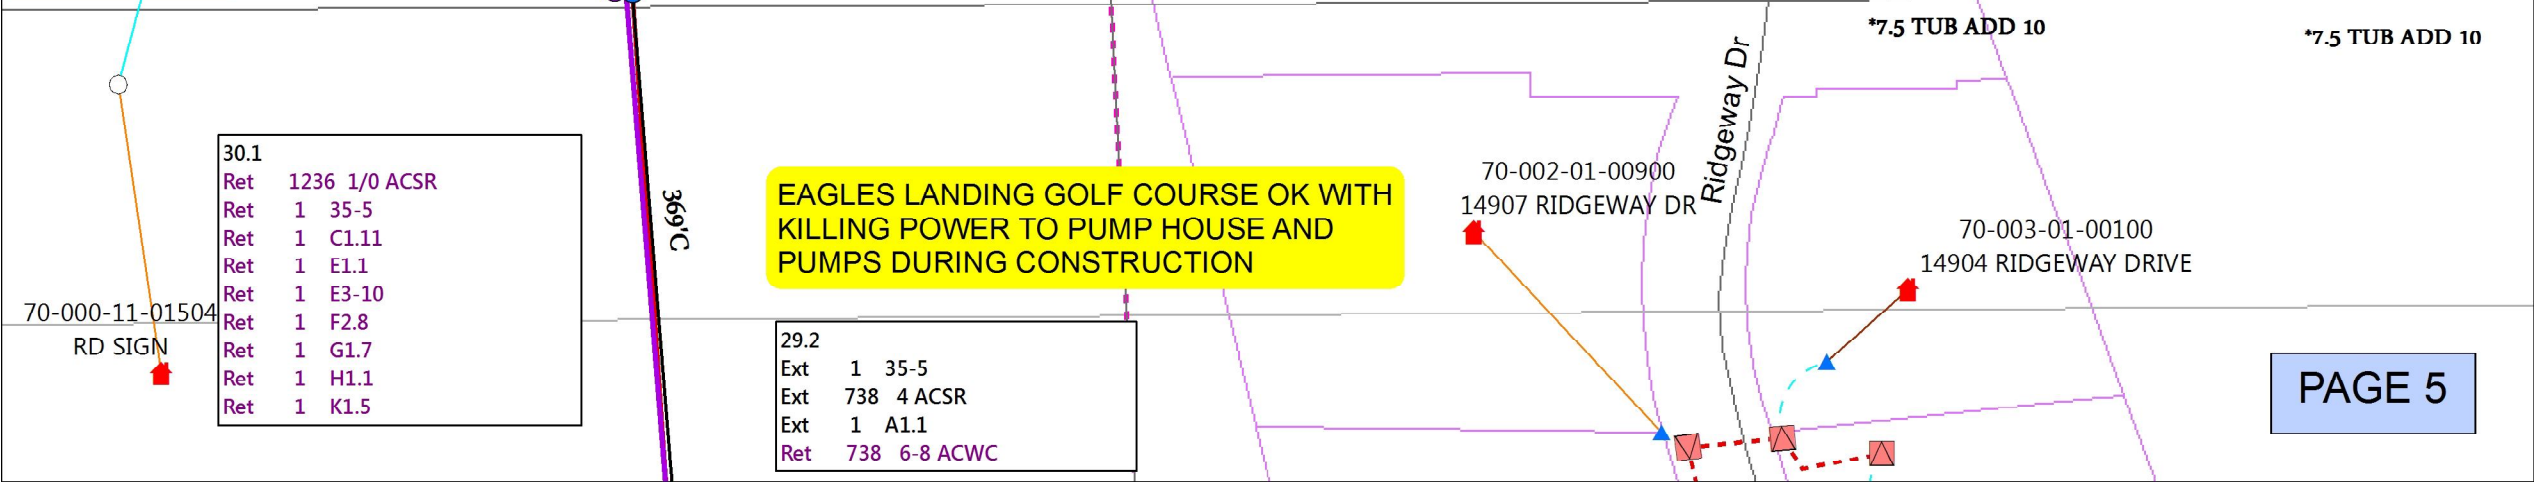 *7.5 TUB ADD 10
*7.5 TUB ADD 10
Ridgeway Dr
30.1
Ret 1236 1/0 ACSR
Ret 1 35-5
Ret 1 C1.11
Ret 1 E1.1
Ret 1 E3-10
Ret 1 F2.8
Ret 1 G1.7
Ret 1 H1.1
Ret 1 K1.5
369'C
EAGLES LANDING GOLF COURSE OK WITH
KILLING POWER TO PUMP HOUSE AND
PUMPS DURING CONSTRUCTION
70-002-01-00900
14907 RIDGEWAY DR
70-003-01-00100
14904 RIDGEWAY DRIVE
70-000-11-01504
RD SIGN
29.2
Ext 1 35-5
Ext 738 4 ACSR
Ext 1 A1.1
Ret 738 6-8 ACWC
PAGE 5